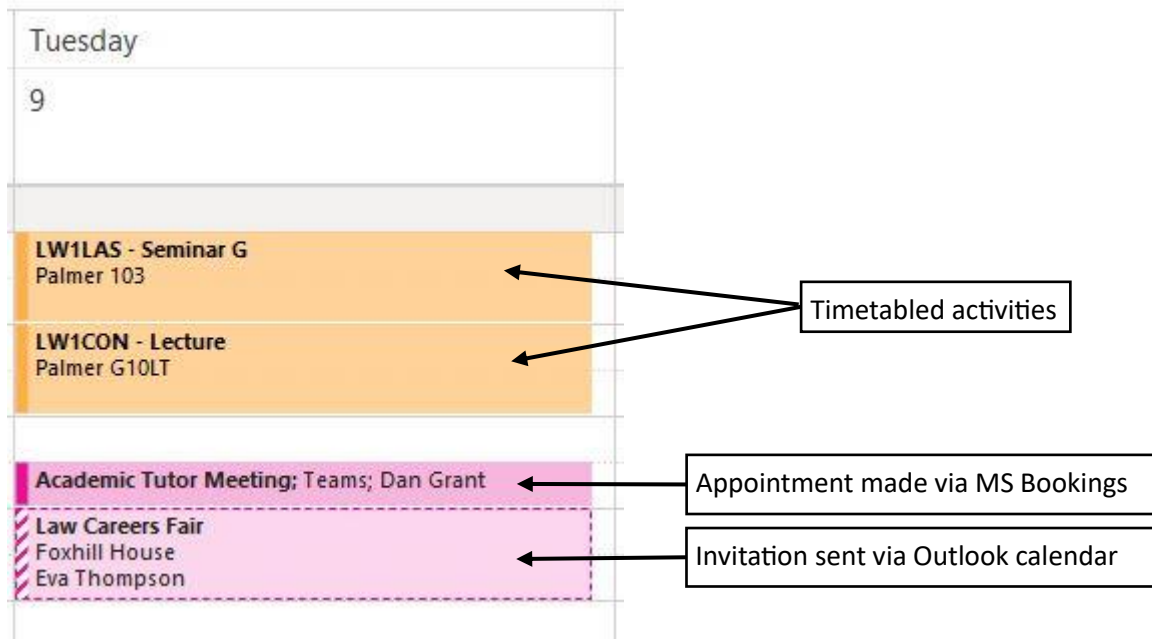 Tuesday
9
LW1LAS - Seminar G
Palmer 103
Timetabled activities
LW1CON - Lecture
Palmer G10LT
Academic Tutor Meeting; Teams; Dan Grant
Appointment made via MS Bookings
Law Careers Fair
Foxhill House
Eva Thompson
Invitation sent via Outlook calendar